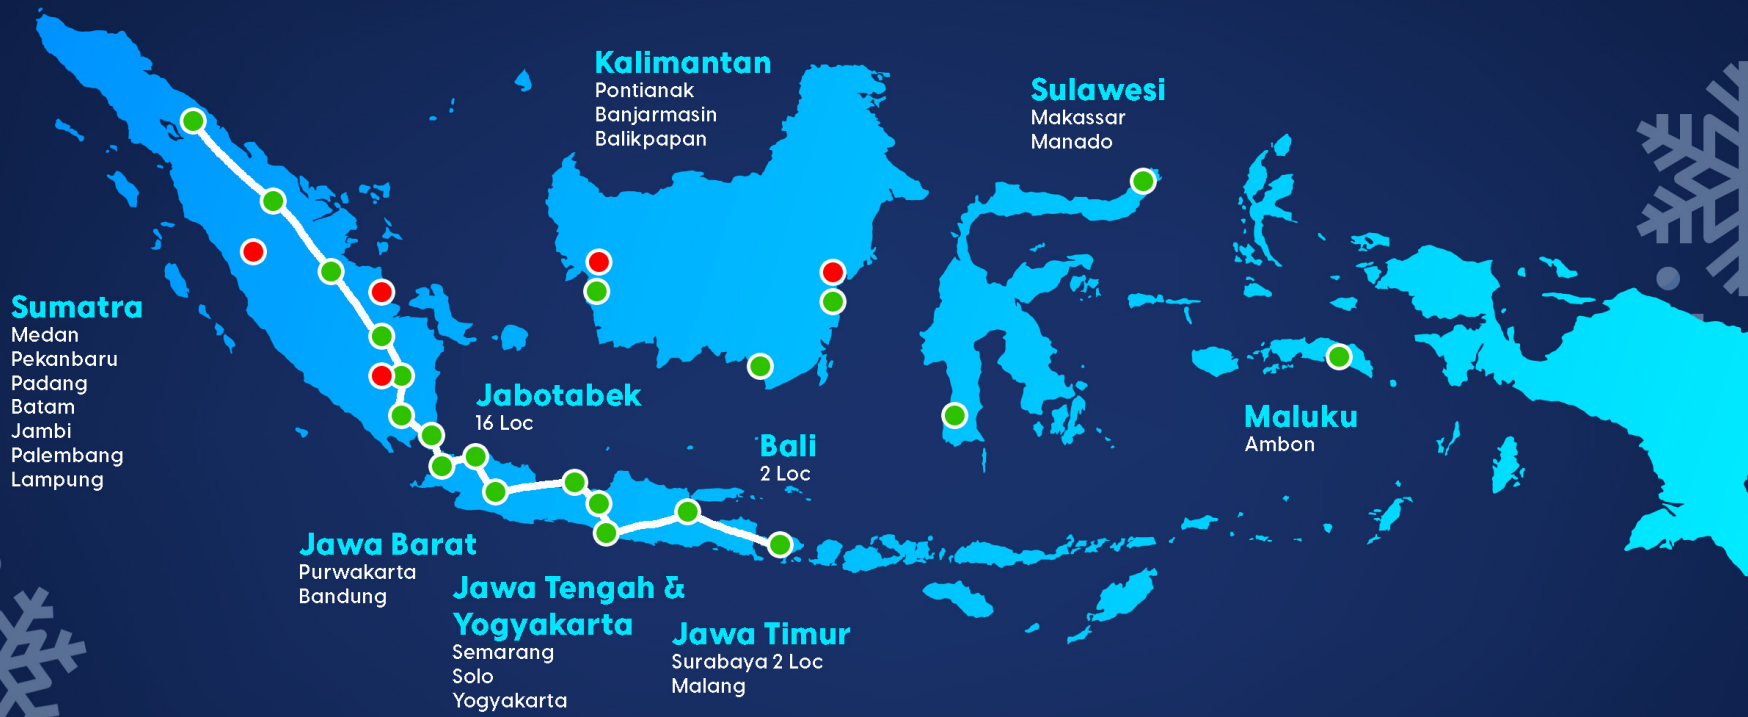 Kalimantan
Pontianak
Banjarmasin
Balikpapan
Sulawesi
Makassar
Manado
Sumatra
Medan
Pekanbaru
Padang
Batam
Jambi
Palembang
Lampung
Jabotabek
16 Loc
Bali
2 Loc
Maluku
Ambon
Jawa Barat
Purwakarta
Bandung
Jawa Tengah &
Yogyakarta
Semarang
Solo
Yogyakarta
Jawa Timur
Surabaya 2 Loc
Malang